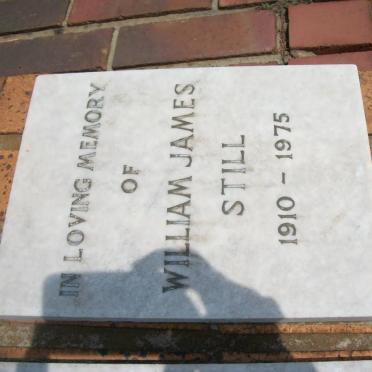 IN LOVING MEMORY
OF
WILLIAM JAMES
STILL
1910 - 1975